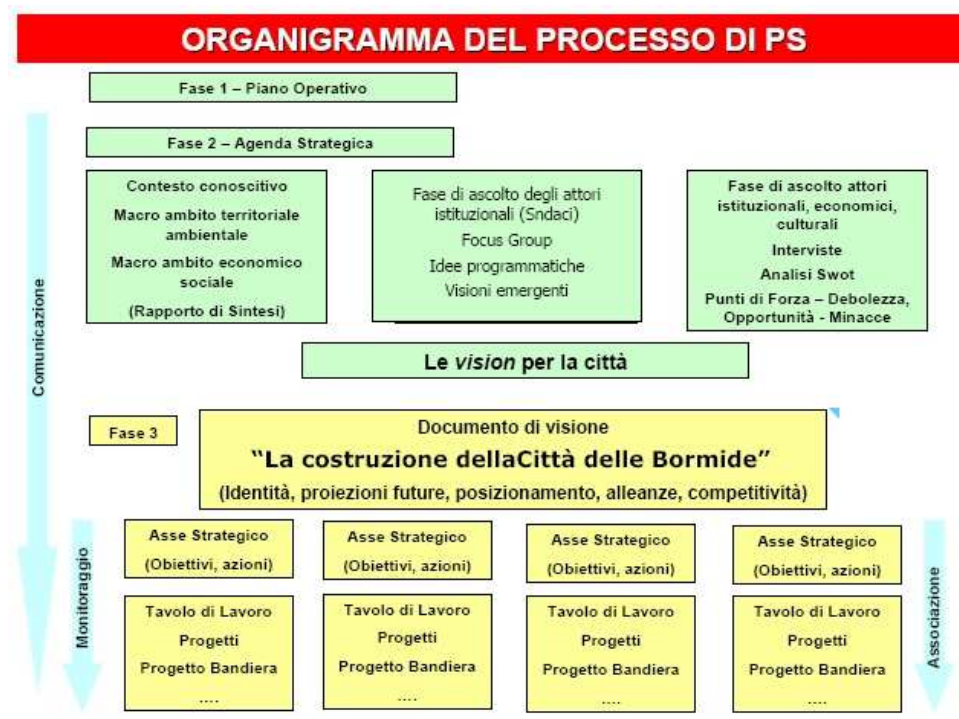 ORGANIGRAMMA DEL PROCESSO DI PS
Fase 1 – Piano Operativo
Fase 2 – Agenda Strategica
Contesto conoscitivo
Macro ambito territoriale
ambientale
Macro ambito economico
sociale
(Rapporto di Sintesi)
Fase di ascolto degli attori
istituzionali (Sndaci)
Focus Group
Idee programmatiche
Visioni emergenti
Fase di ascolto attori
istituzionali, economici,
culturali
Interviste
Analisi Swot
Punti di Forza – Debolezza,
Opportunità - Minacce
Comunicazione
Le vision per la città
Fase 3
Documento di visione
“La costruzione dellaCittà delle Bormide”
(Identità, proiezioni future, posizionamento, alleanze, competitività)
Monitoraggio
Asse Strategico
(Obiettivi, azioni)
Tavolo di Lavoro
Progetti
Progetto Bandiera
....
Asse Strategico
(Obiettivi, azioni)
Tavolo di Lavoro
Progetti
Progetto Bandiera
....
Asse Strategico
(Obiettivi, azioni)
Tavolo di Lavoro
Progetti
Progetto Bandiera
....
Asse Strategico
(Obiettivi, azioni)
Tavolo di Lavoro
Progetti
Progetto Bandiera
....
Associazione